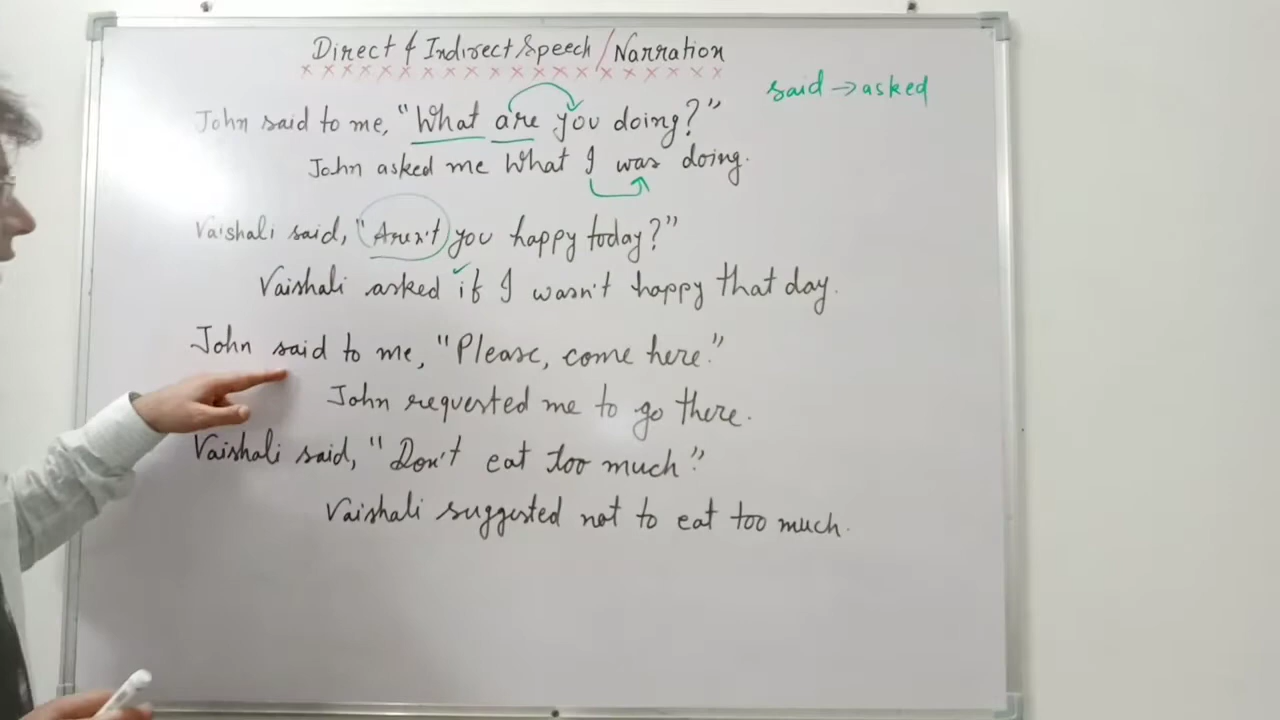 Direct & Indirect Speech/Narration
said → asked
John said to me, "What are you doing?"
John asked me what I was doing.
Vaishali said, "Aren't you happy today?"
Vaishali asked if I wasn't happy that day.
John said to me, "Please, come here."
John requested me to go there.
Vaishali said, "Don't eat too much"
Vaishali suggested not to eat too much.